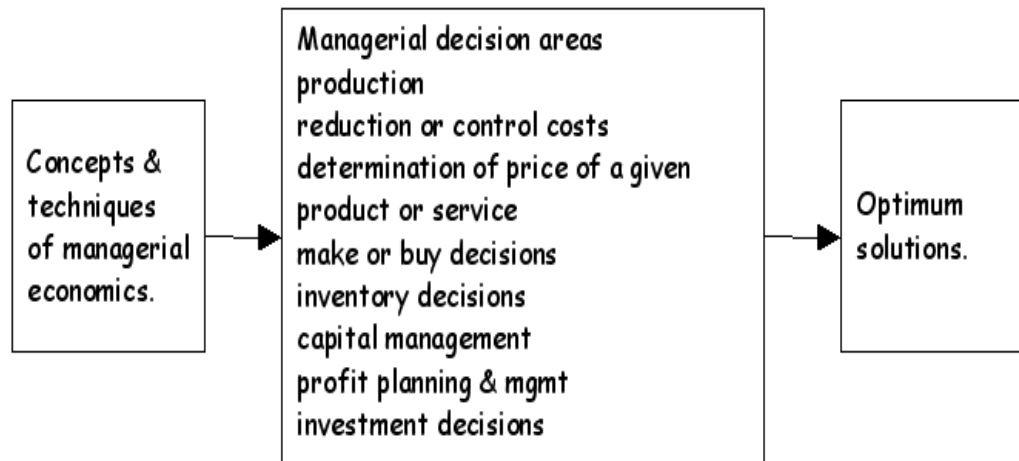 Concepts &
techniques
of managerial
economics.
Managerial decision areas
production
reduction or control costs
determination of price of a given
product or service
make or buy decisions
inventory decisions
capital management
profit planning & mgmt
investment decisions
Optimum
solutions.